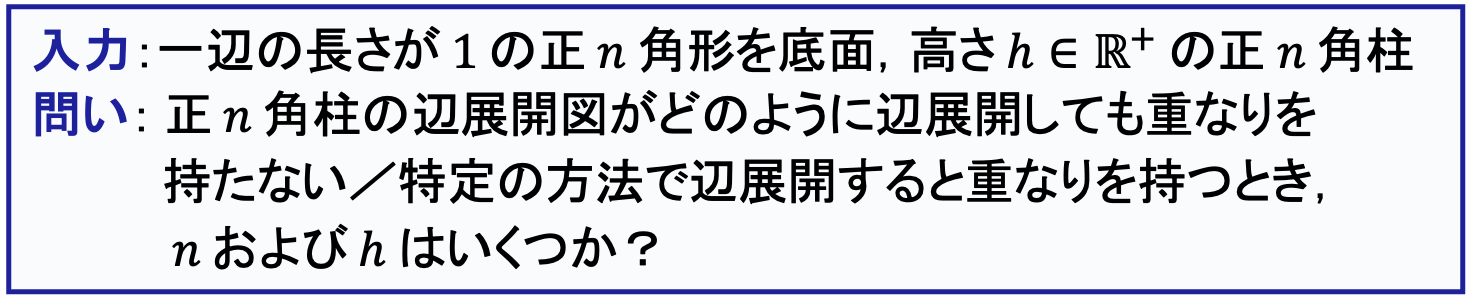 入力：一辺の長さが 1 の正 n 角形を底面，高さ h ∈ ℝ⁺ の正 n 角柱
問い：正 n 角柱の辺展開図がどのように辺展開しても重なりを
持たない／特定の方法で辺展開すると重なりを持つとき，
n および h はいくつか？